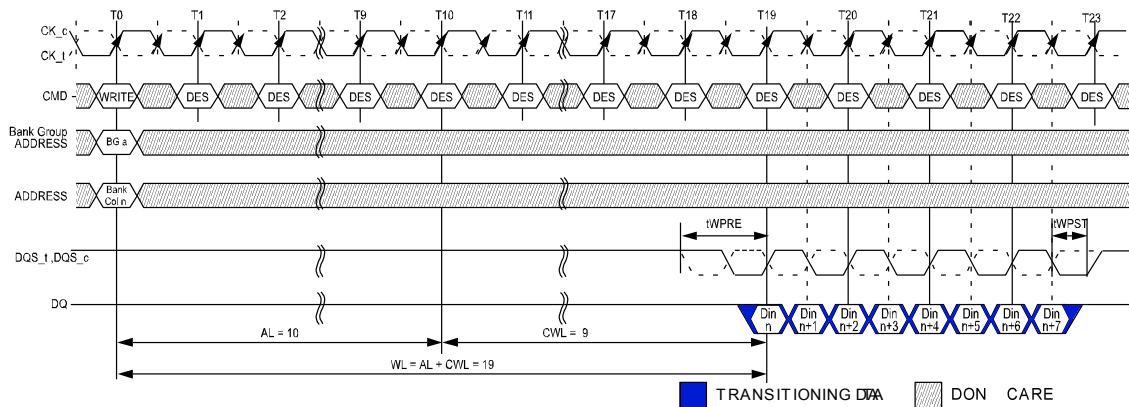 T0 T1 T2 T9 T10 T11 T17 T18 T19 T20 T21 T22 T23
CK_c
CK_t
CMD WRITE DES DES DES DES DES DES DES DES DES DES DES DES
Bank Group
ADDRESS
BG a
ADDRESS
Bank
Col n
tWPRE
tWPST
DQS_t ,DQS_c
DQ
Din Din Din Din Din Din Din Din
n n+1 n+2 n+3 n+4 n+5 n+6 n+7
AL = 10
CWL = 9
WL = AL + CWL = 19
TRANSITIONING DATA
DON CARE